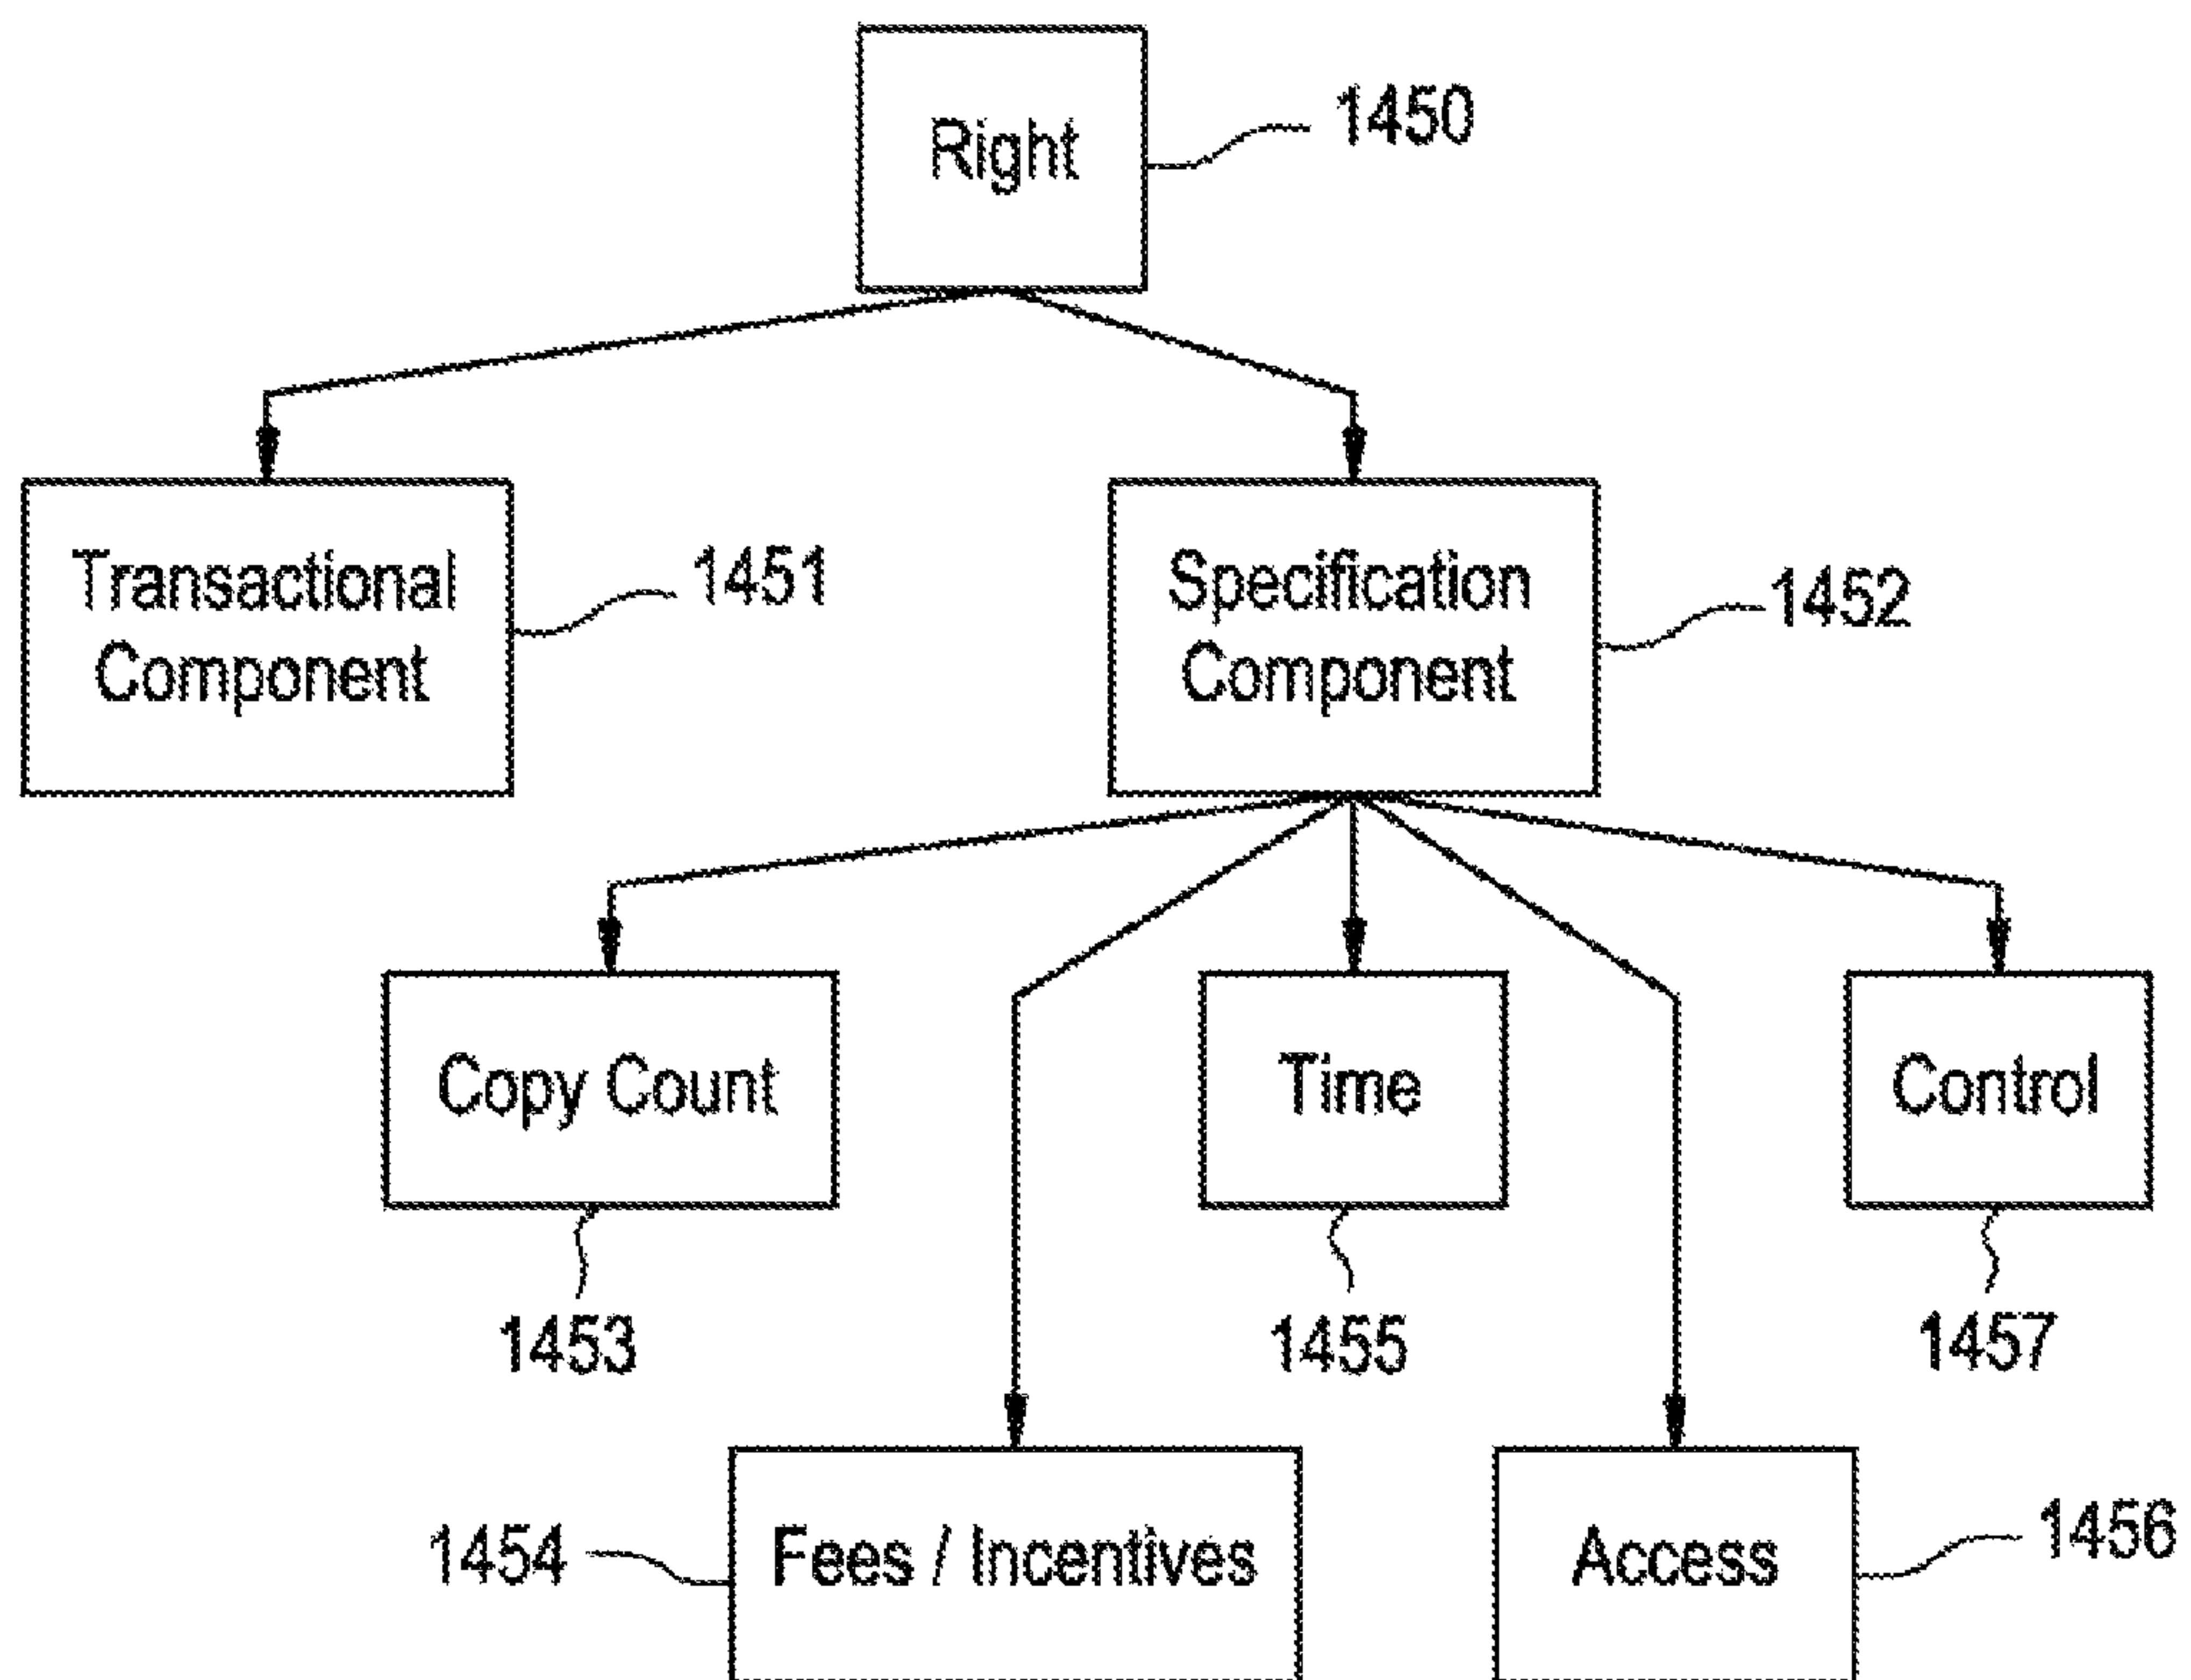 Right
1450
Transactional
Component
1451
Specification
Component
1452
Copy Count
1453
Time
1455
Control
1457
1454
Fees / Incentives
Access
1456